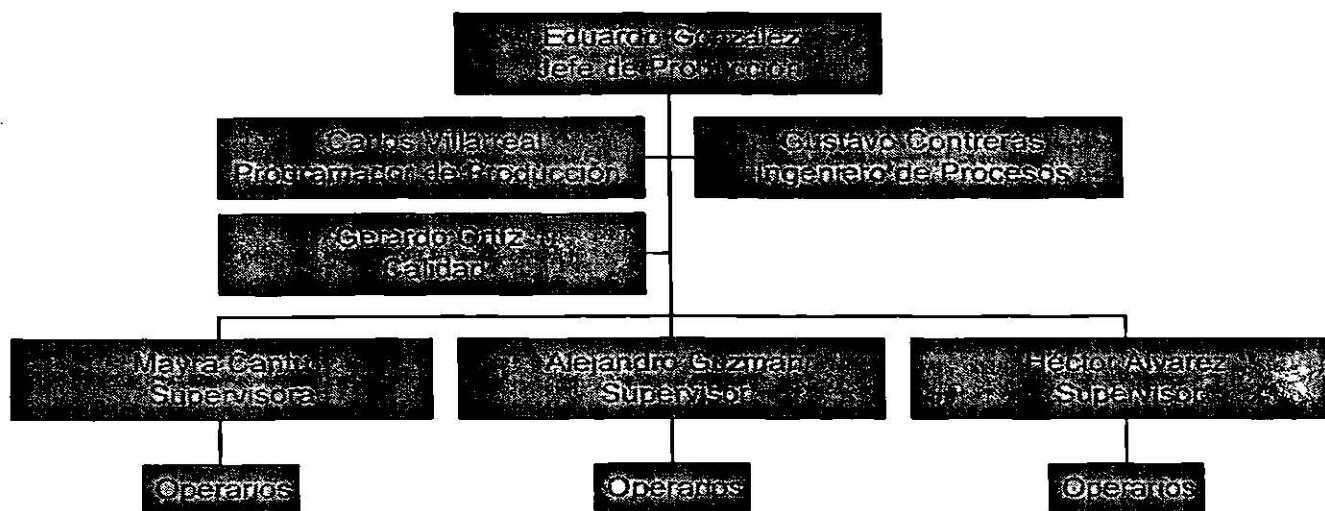 Eduardo González
Jefe de Producción
Carlos Villarreal
Programador de Producción
Gustavo Contreras
Ingeniero de Procesos
Gerardo Ortiz
Calidad
Mayra Cantú
Supervisora
Alejandro Guzmán
Supervisor
Héctor Alvarez
Supervisor
Operarios
Operarios
Operarios